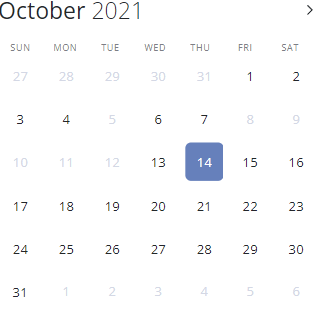 October 2021
SUN MON TUE WED THU FRI SAT
27 28 29 30 31 1 2
3 4 5 6 7 8 9
10 11 12 13 14 15 16
17 18 19 20 21 22 23
24 25 26 27 28 29 30
31 1 2 3 4 5 6